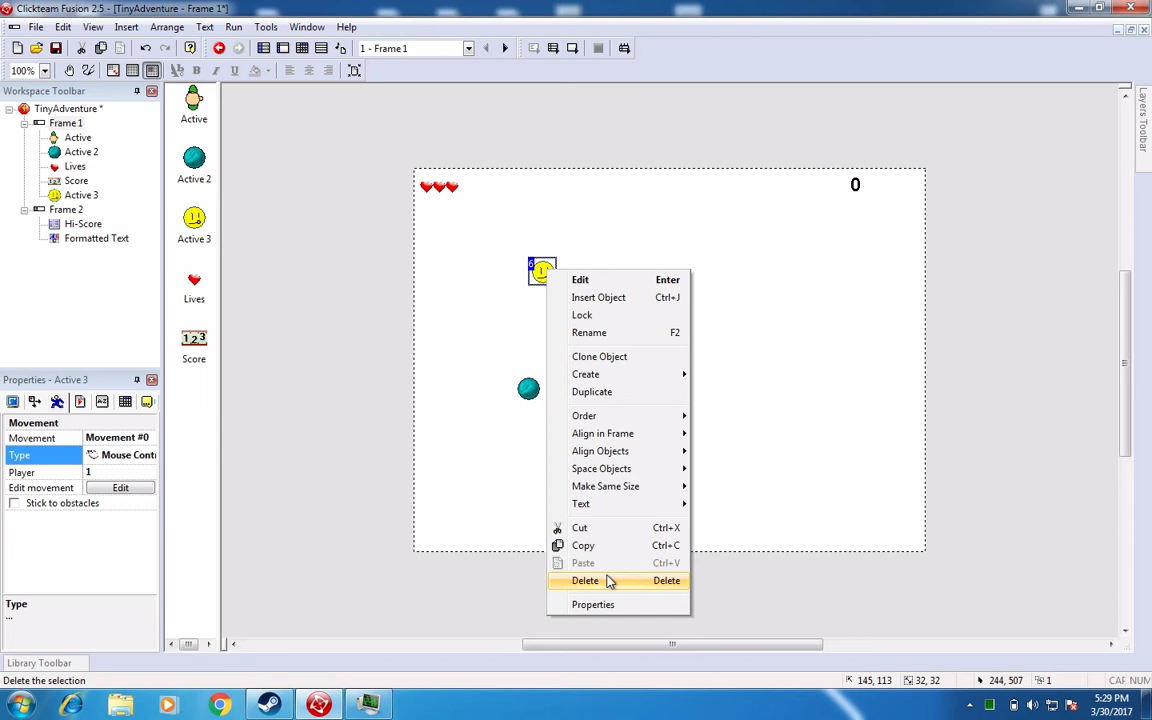 Clickteam Fusion 2.5 - [TinyAdventure - Frame 1*]
File Edit View Insert Arrange Text Run Tools Window Help
1 - Frame 1
100%
Workspace Toolbar
TinyAdventure *
Frame 1
Active
Active 2
Lives
Score
Active 3
Frame 2
Hi-Score
Formatted Text
Active
Active 2
Active 3
Lives
Score
Properties - Active 3
Movement
Movement Movement #0
Type Mouse Contr
Player 1
Edit movement Edit
Stick to obstacles
Type
...
Library Toolbar
Delete the selection
0
6
Edit Enter
Insert Object Ctrl+J
Lock
Rename F2
Clone Object
Create
Duplicate
Order
Align in Frame
Align Objects
Space Objects
Make Same Size
Text
Cut Ctrl+X
Copy Ctrl+C
Paste Ctrl+V
Delete Delete
Properties
Layers Toolbar
145, 113 32, 32 244, 507 1 CAP NUM
5:29 PM
3/30/2017